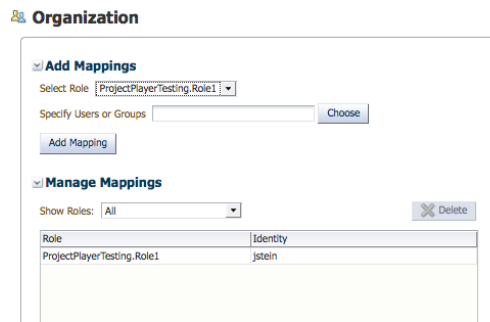 Organization
Add Mappings
Select Role ProjectPlayerTesting.Role1
Specify Users or Groups Choose
Add Mapping
Manage Mappings
Show Roles: All Delete
Role Identity
ProjectPlayerTesting.Role1 jstein